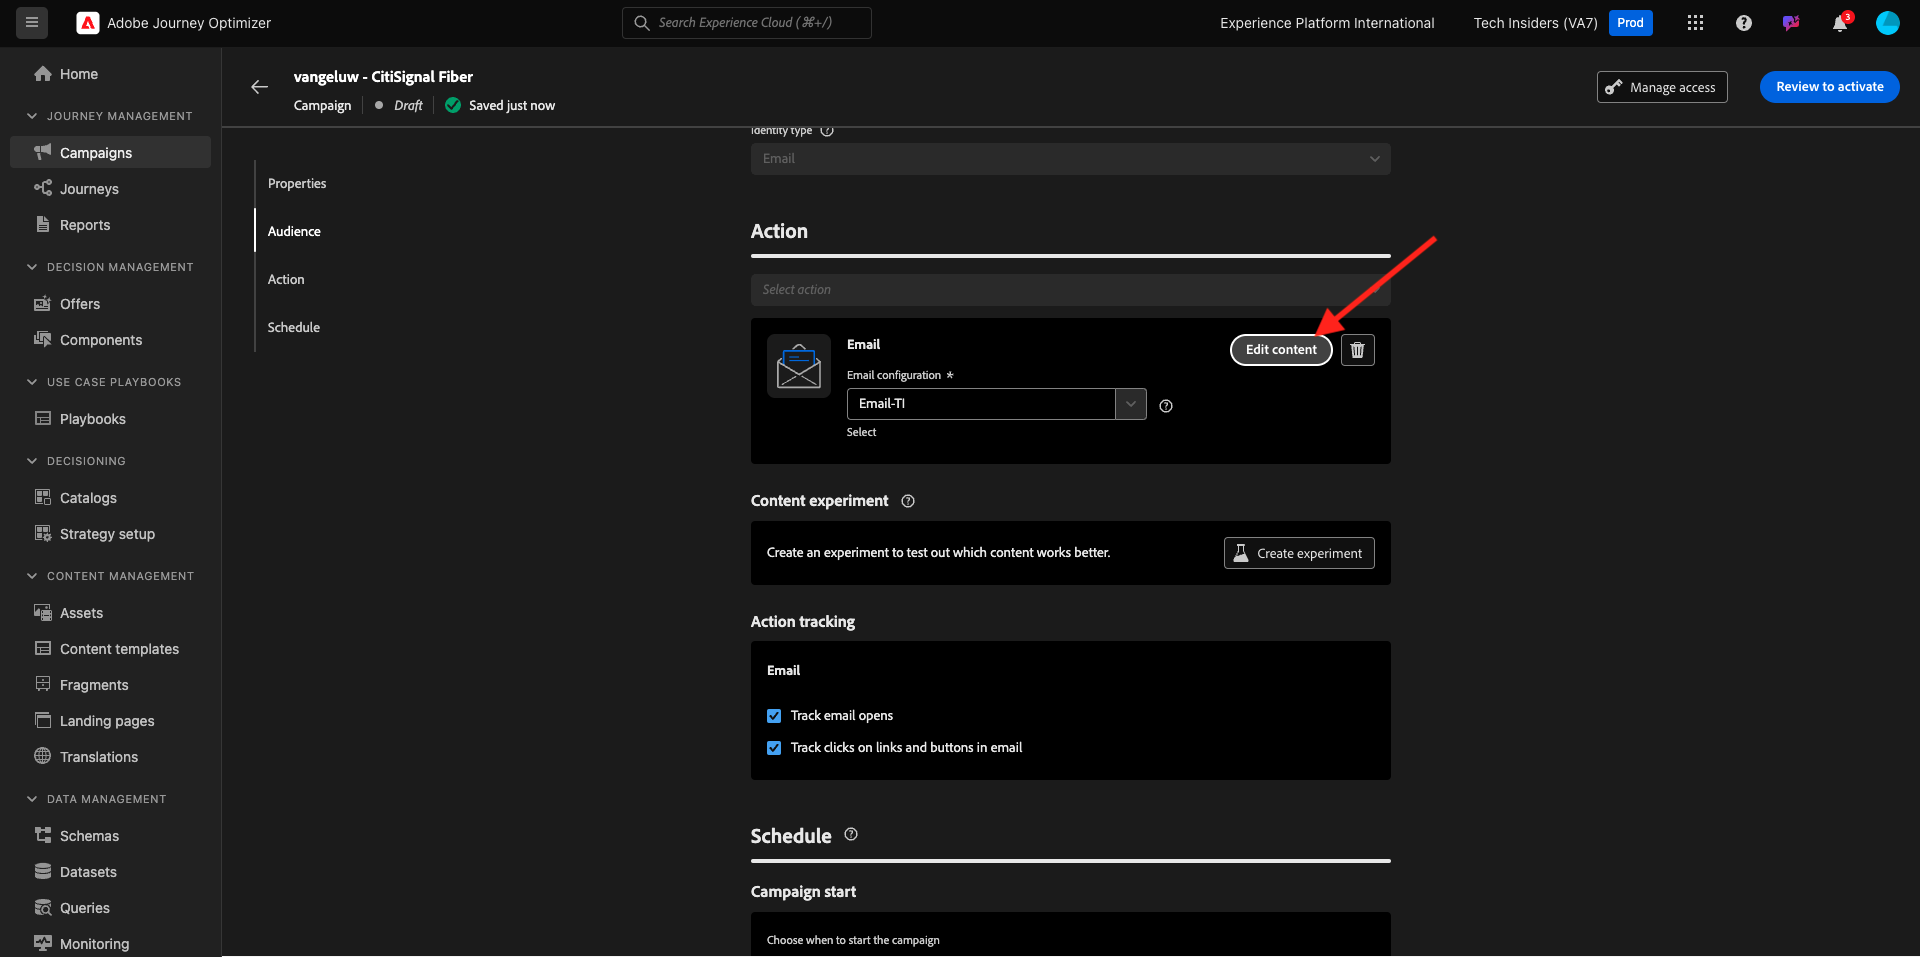 Adobe Journey Optimizer
Search Experience Cloud (⌘+/)
Experience Platform International
Tech Insiders (VA7)
Prod
3
Home
JOURNEY MANAGEMENT
Campaigns
Journeys
Reports
DECISION MANAGEMENT
Offers
Components
USE CASE PLAYBOOKS
Playbooks
DECISIONING
Catalogs
Strategy setup
CONTENT MANAGEMENT
Assets
Content templates
Fragments
Landing pages
Translations
DATA MANAGEMENT
Schemas
Datasets
Queries
Monitoring
vangeluw - CitiSignal Fiber
Campaign
Draft
Saved just now
Manage access
Review to activate
Properties
Audience
Action
Schedule
Identity type
Email
Action
Select action
Email
Edit content
Email configuration *
Email-TI
Select
Content experiment
Create an experiment to test out which content works better.
Create experiment
Action tracking
Email
Track email opens
Track clicks on links and buttons in email
Schedule
Campaign start
Choose when to start the campaign